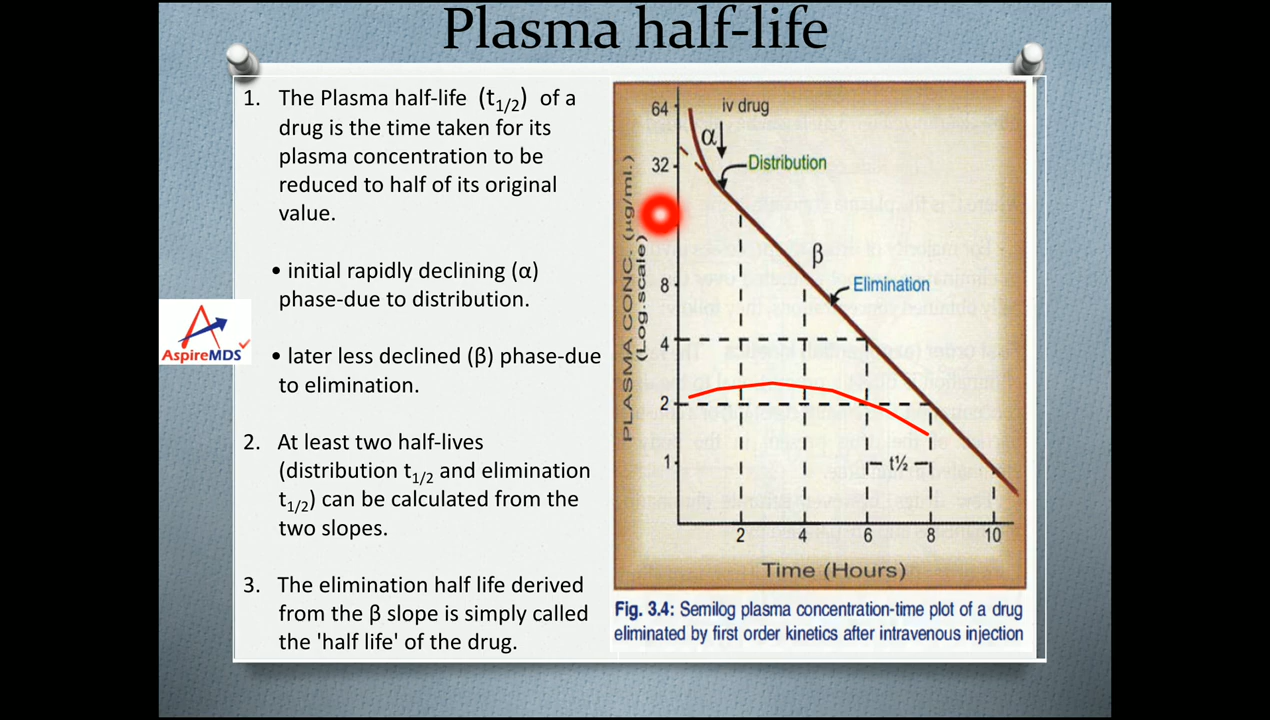 Plasma half-life
1. The Plasma half-life (t1/2) of a
drug is the time taken for its
plasma concentration to be
reduced to half of its original
value.
• initial rapidly declining (α)
phase-due to distribution.
• later less declined (β) phase-due
to elimination.
2. At least two half-lives
(distribution t1/2 and elimination
t1/2) can be calculated from the
two slopes.
3. The elimination half life derived
from the β slope is simply called
the 'half life' of the drug.
AspireMDS
PLASMA CONC. (µg/ml.)
(Log.scale)
64
32
8
4
2
1
iv drug
α
Distribution
β
Elimination
t½
2 4 6 8 10
Time (Hours)
Fig. 3.4: Semilog plasma concentration-time plot of a drug
eliminated by first order kinetics after intravenous injection